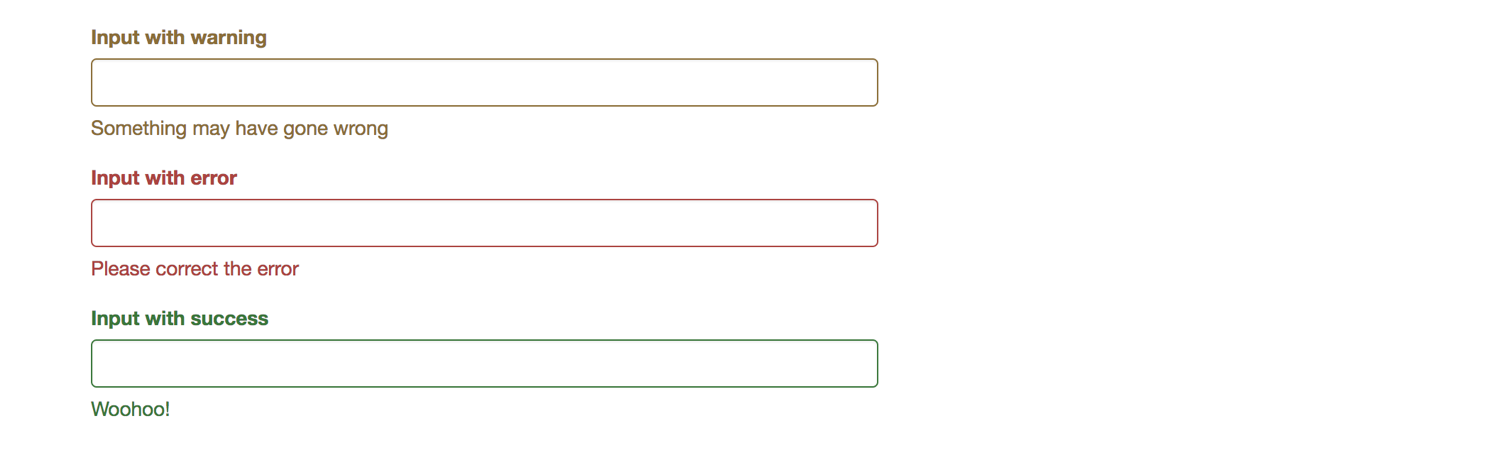 Input with warning
Something may have gone wrong
Input with error
Please correct the error
Input with success
Woohoo!